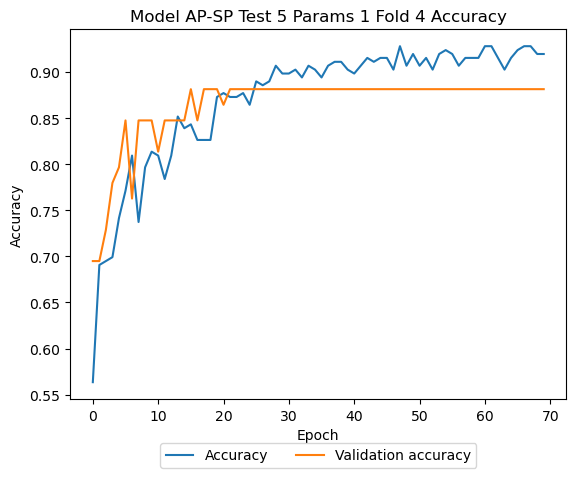 Model AP-SP Test 5 Params 1 Fold 4 Accuracy
Accuracy
0.90
0.85
0.80
0.75
0.70
0.65
0.60
0.55
0 10 20 30 40 50 60 70
Epoch
Accuracy Validation accuracy